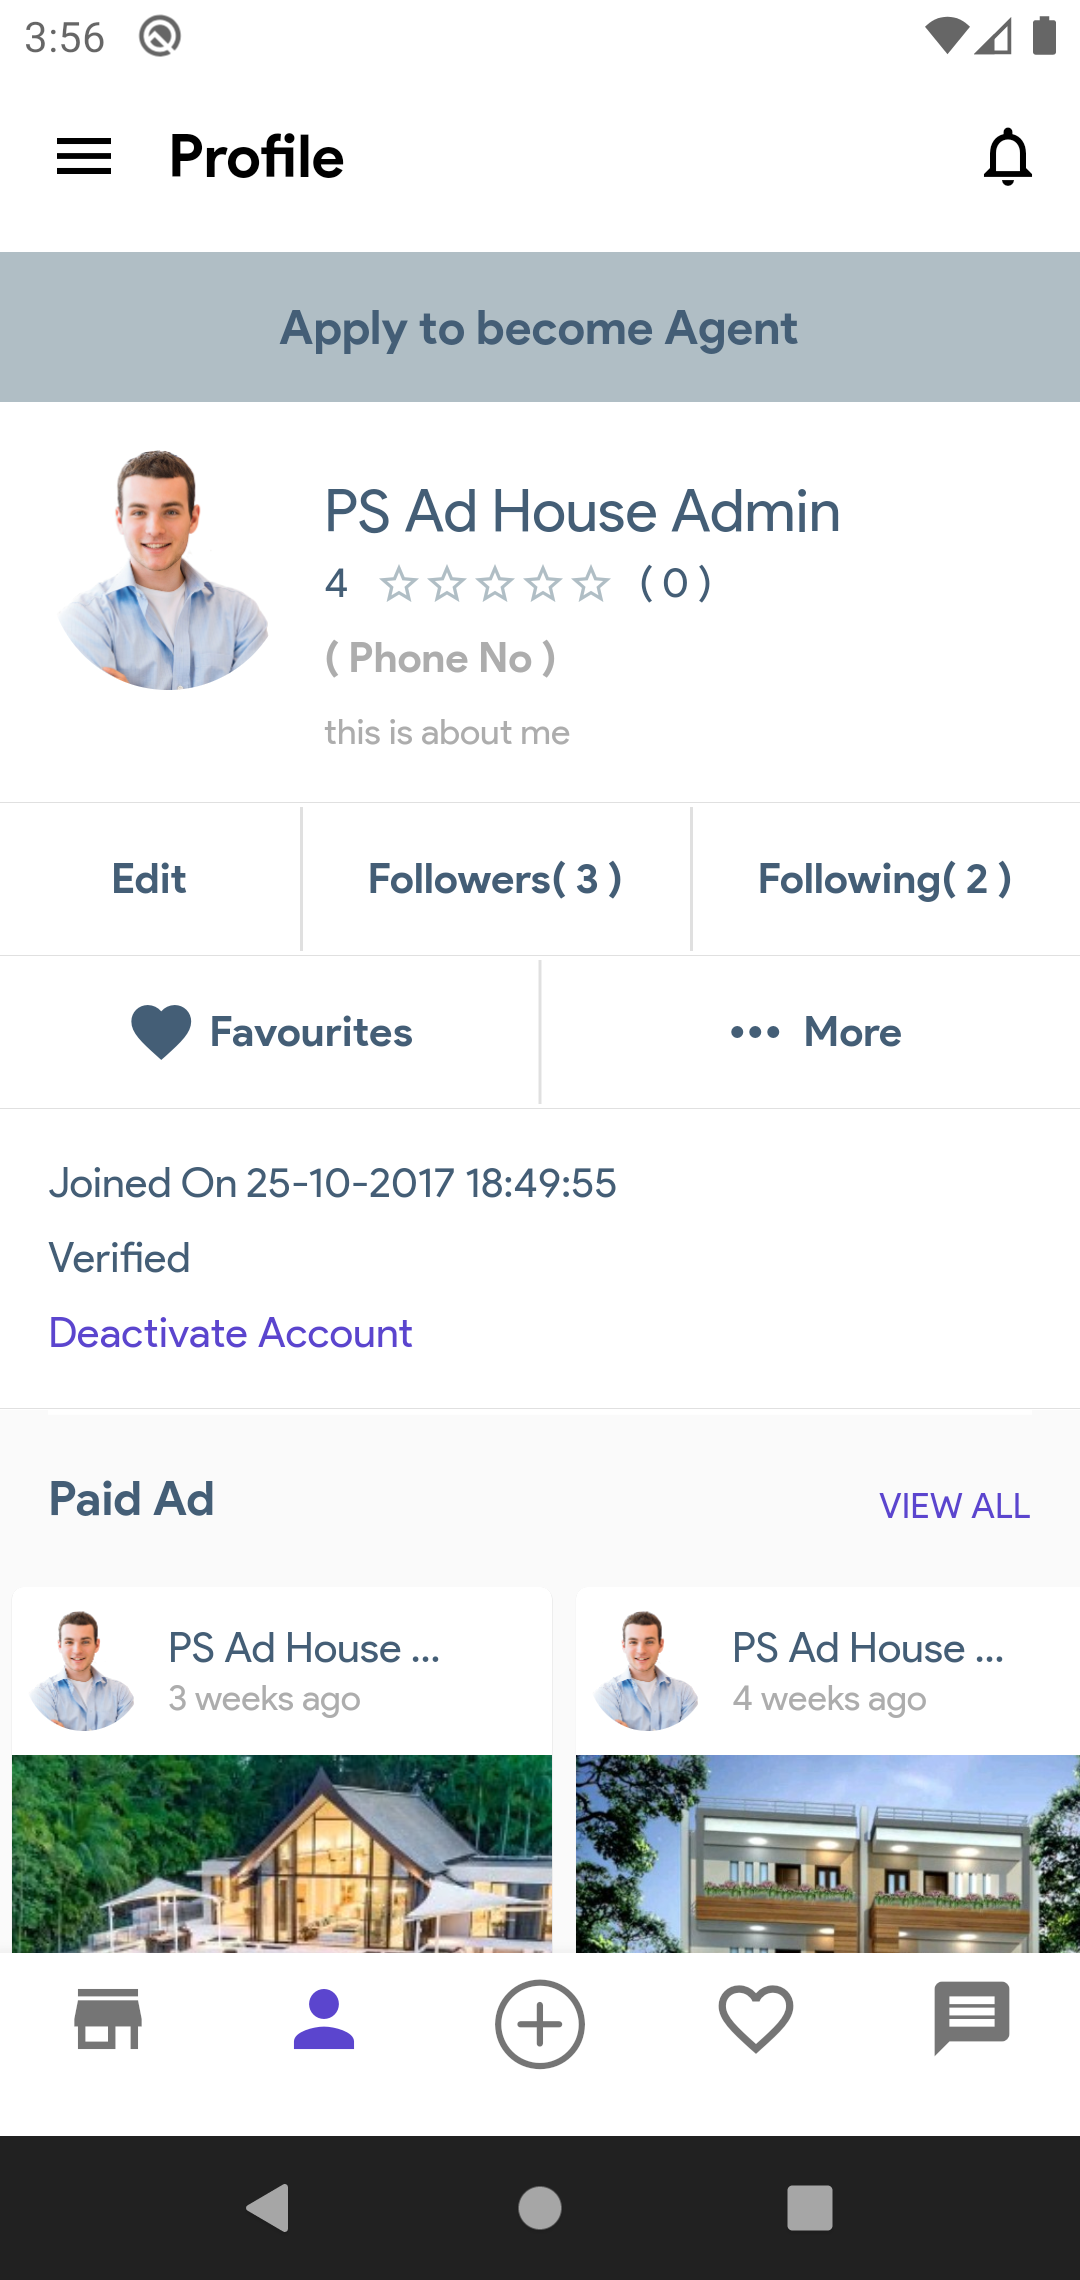 3:56
Profile
Apply to become Agent
PS Ad House Admin
4 ( 0 )
( Phone No )
this is about me
Edit
Followers( 3 )
Following( 2 )
Favourites
More
Joined On 25-10-2017 18:49:55
Verified
Deactivate Account
Paid Ad
VIEW ALL
PS Ad House ...
3 weeks ago
PS Ad House ...
4 weeks ago